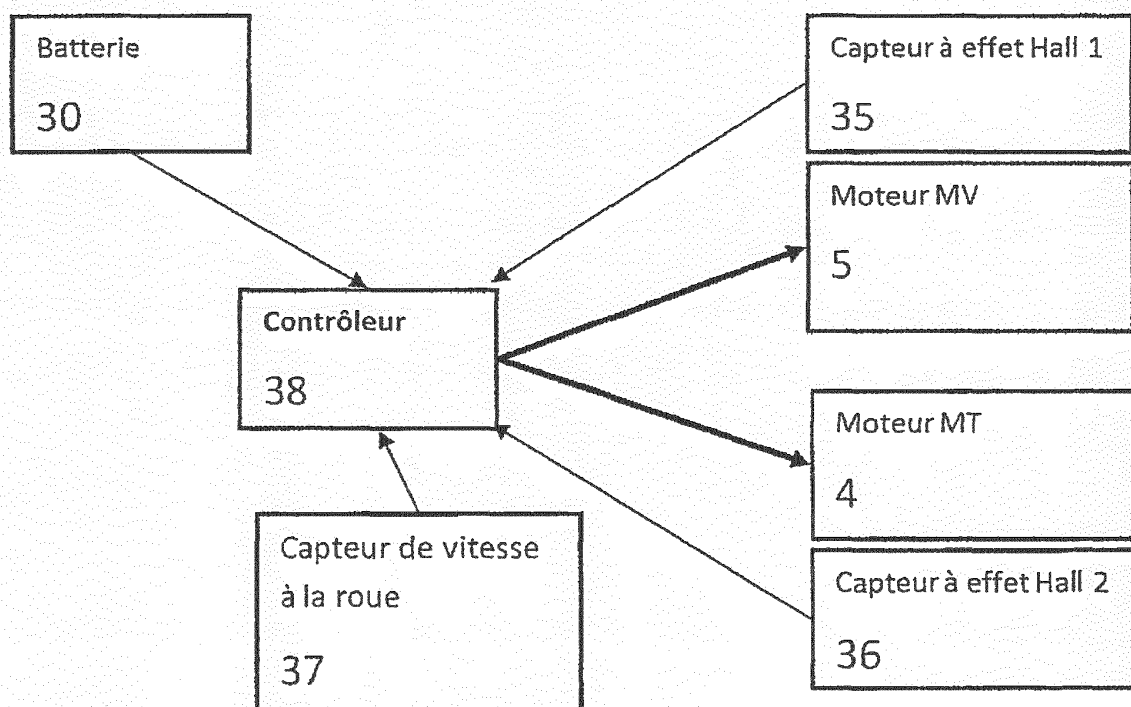 Batterie
30
Capteur à effet Hall 1
35
Moteur MV
5
Contrôleur
38
Moteur MT
4
Capteur de vitesse
à la roue
37
Capteur à effet Hall 2
36